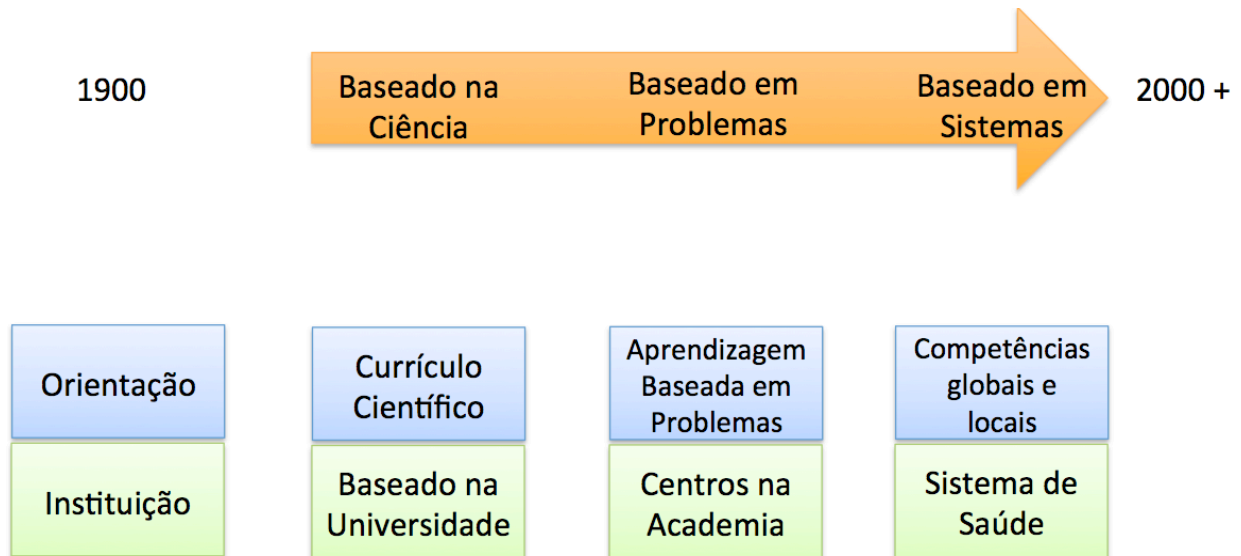 1900
Baseado na
Ciência
Baseado em
Problemas
Baseado em
Sistemas
2000 +
Orientação
Currículo
Científico
Aprendizagem
Baseada em
Problemas
Competências
globais e
locais
Instituição
Baseado na
Universidade
Centros na
Academia
Sistema de
Saúde